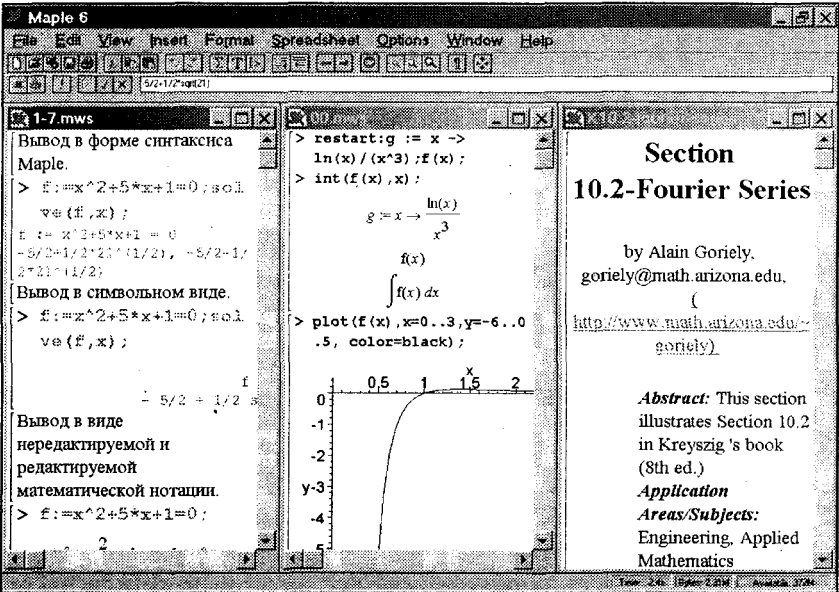 Maple 6
File Edit View Insert Format Spreadsheet Options Window Help
5/2+1/2*sqrt(21)
1-7.mws
Вывод в форме синтаксиса
Maple.
> f:=x^2+5*x+1=0;sol
ve(f,x);
f := x^2+5*x+1 = 0
-5/2+1/2*21^(1/2), -5/2-1/
2*21^(1/2)
Вывод в символьном виде.
> f:=x^2+5*x+1=0;sol
ve(f,x);
f
- 5/2 + 1/2 s
Вывод в виде
нередактируемой и
редактируемой
математической нотации.
> f:=x^2+5*x+1=0;
2
> restart:g := x ->
ln(x)/(x^3);f(x);
> int(f(x),x);
g := x → ln(x)
x^3
f(x)
∫f(x) dx
> plot(f(x),x=0..3,y=-6..0
.5, color=black);
x
0,5 1 2
0
-1
-2
y-3
-4
-5
Section
10.2-Fourier Series
by Alain Goriely,
goriely@math.arizona.edu,
(
http://www.math.arizona.edu/~
goriely)
Abstract: This section
illustrates Section 10.2
in Kreyszig 's book
(8th ed.)
Application
Areas/Subjects:
Engineering, Applied
Mathematics